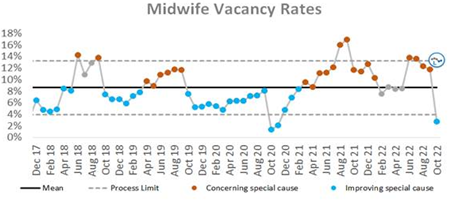 Midwife Vacancy Rates
18%
16%
14%
12%
10%
8%
6%
4%
2%
0%
Dec 17
Feb 18
Apr 18
Jun 18
Aug 18
Oct 18
Dec 18
Feb 19
Apr 19
Jun 19
Aug 19
Oct 19
Dec 19
Feb 20
Apr 20
Jun 20
Aug 20
Oct 20
Dec 20
Feb 21
Apr 21
Jun 21
Aug 21
Oct 21
Dec 21
Feb 22
Apr 22
Jun 22
Aug 22
Oct 22
Mean
Process Limit
Concerning special cause
Improving special cause